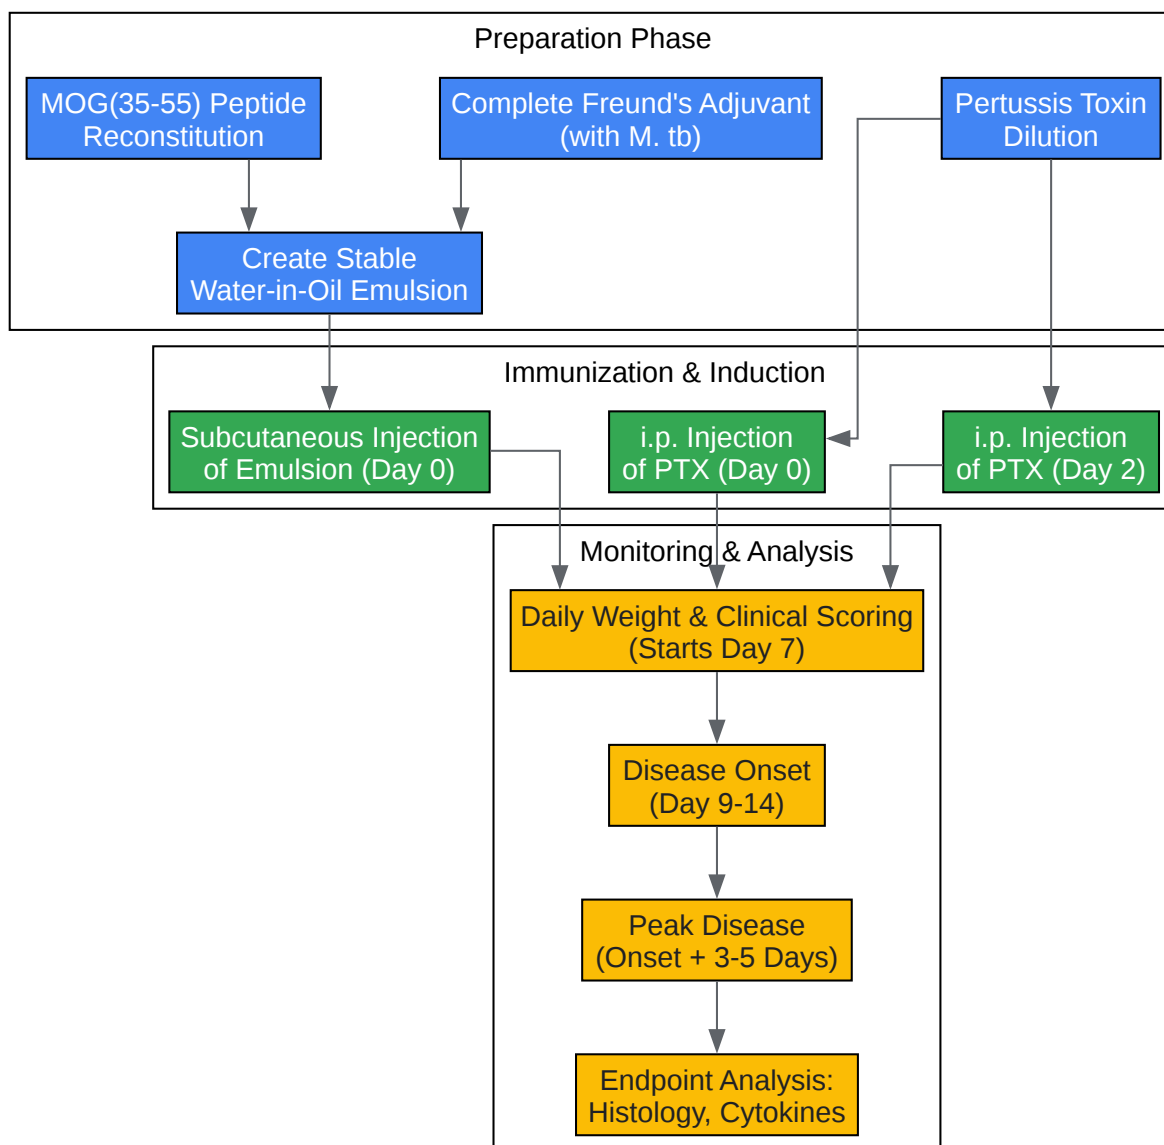 Preparation Phase
MOG(35-55) Peptide
Reconstitution
Complete Freund's Adjuvant
(with M. tb)
Pertussis Toxin
Dilution
Create Stable
Water-in-Oil Emulsion
Immunization & Induction
Subcutaneous Injection
of Emulsion (Day 0)
i.p. Injection
of PTX (Day 0)
i.p. Injection
of PTX (Day 2)
Monitoring & Analysis
Daily Weight & Clinical Scoring
(Starts Day 7)
Disease Onset
(Day 9-14)
Peak Disease
(Onset + 3-5 Days)
Endpoint Analysis:
Histology, Cytokines